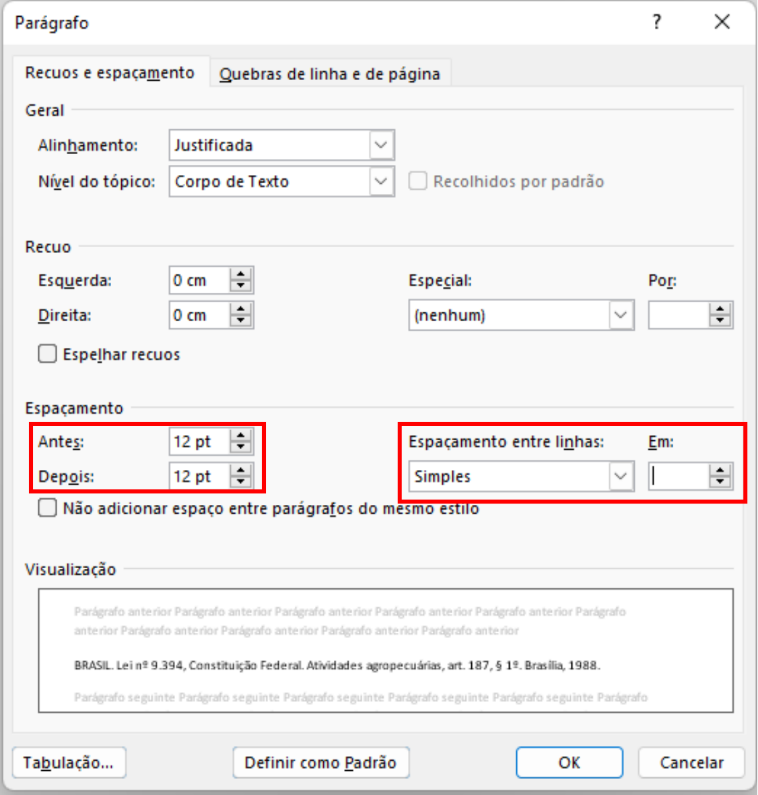 Parágrafo ?
Recuos e espaçamento Quebras de linha e de página
Geral
Alinhamento: Justificada
Nível do tópico: Corpo de Texto Recolhidos por padrão
Recuo
Esquerda: 0 cm Especial: Por:
Direita: 0 cm (nenhum)
Espelhar recuos
Espaçamento
Antes: 12 pt Espaçamento entre linhas: Em:
Depois: 12 pt Simples
Não adicionar espaço entre parágrafos do mesmo estilo
Visualização
Parágrafo anterior Parágrafo anterior Parágrafo anterior Parágrafo anterior Parágrafo anterior Parágrafo
anterior Parágrafo anterior Parágrafo anterior Parágrafo anterior Parágrafo anterior
BRASIL. Lei nº 9.394, Constituição Federal. Atividades agropecuárias, art. 187, § 1º. Brasília, 1988.
Parágrafo seguinte Parágrafo seguinte Parágrafo seguinte Parágrafo seguinte Parágrafo seguinte Parágrafo
Tabulação... Definir como Padrão OK Cancelar